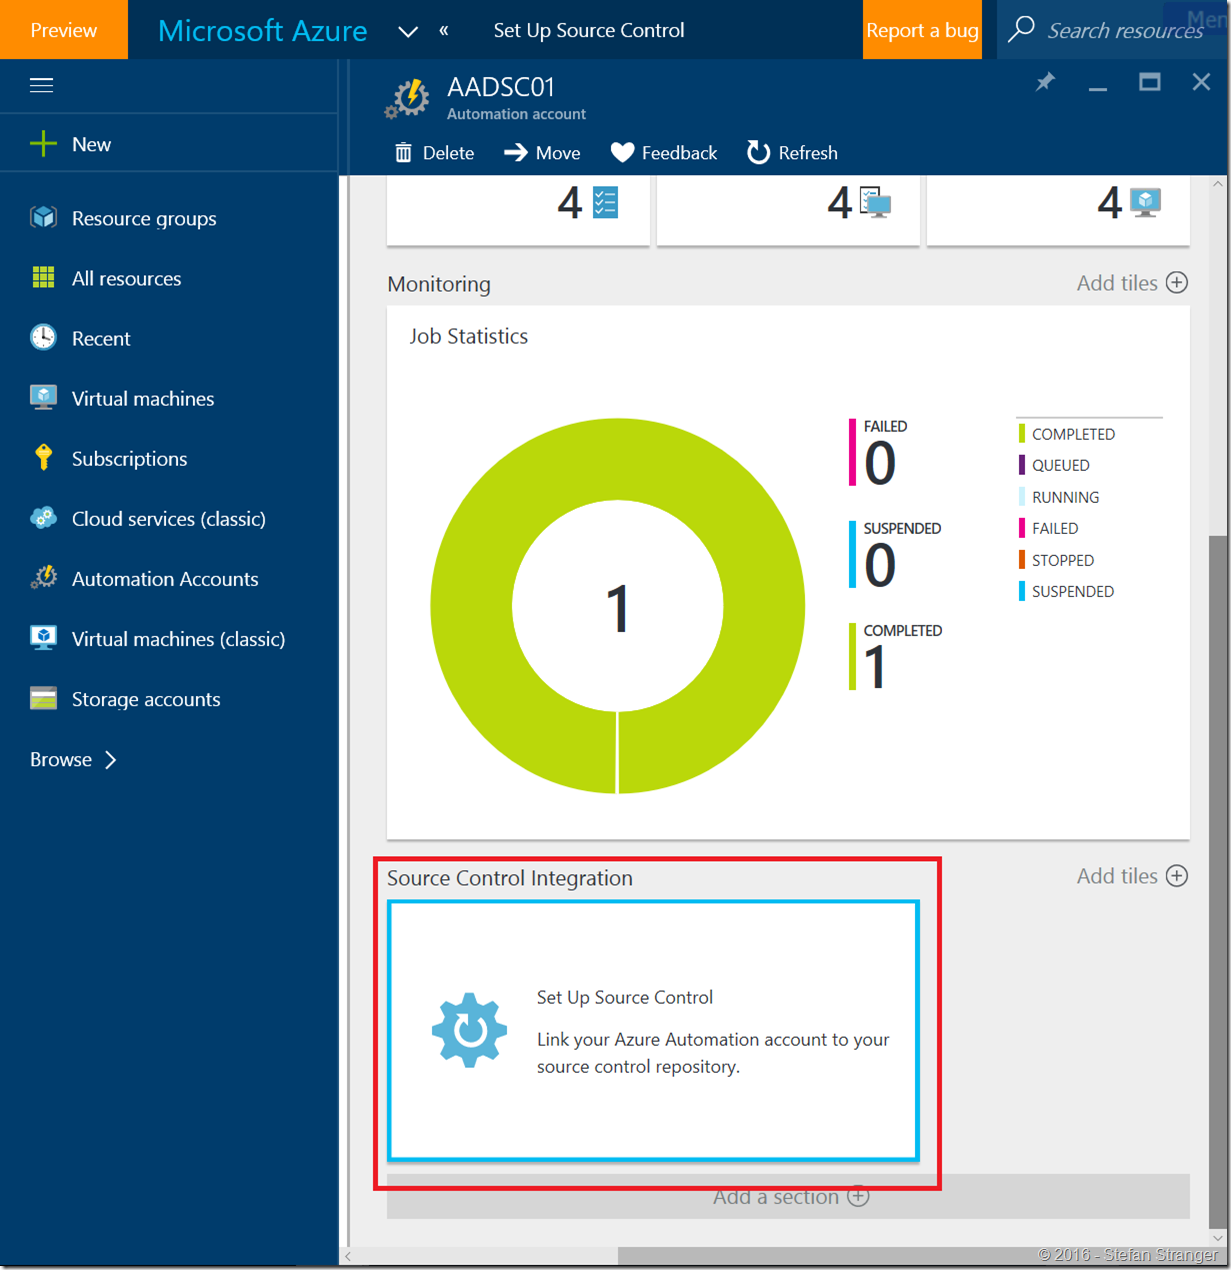 Preview
Microsoft Azure
«
Set Up Source Control
Report a bug
Search resources
AADSC01
Automation account
Delete
Move
Feedback
Refresh
New
Resource groups
All resources
Recent
Virtual machines
Subscriptions
Cloud services (classic)
Automation Accounts
Virtual machines (classic)
Storage accounts
Browse
4
4
4
Monitoring
Add tiles
Job Statistics
1
FAILED
0
SUSPENDED
0
COMPLETED
1
COMPLETED
QUEUED
RUNNING
FAILED
STOPPED
SUSPENDED
Source Control Integration
Add tiles
Set Up Source Control
Link your Azure Automation account to your
source control repository.
Add a section
© 2016 - Stefan Stranger